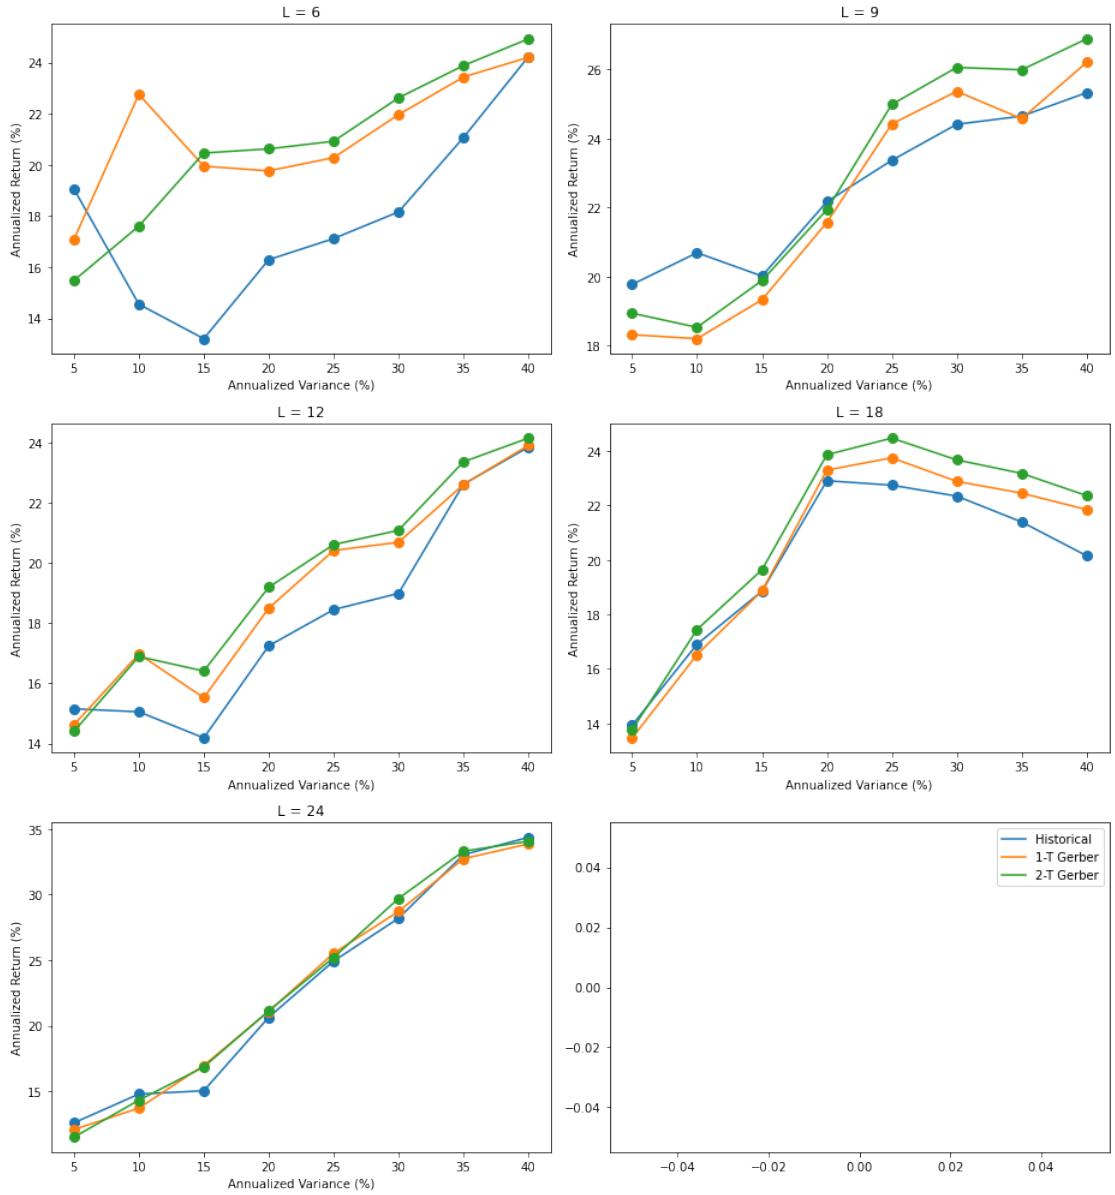 L = 6
Annualized Return (%)
24
22
20
18
16
14
5 10 15 20 25 30 35 40
Annualized Variance (%)
L = 9
Annualized Return (%)
26
24
22
20
18
5 10 15 20 25 30 35 40
Annualized Variance (%)
L = 12
Annualized Return (%)
24
22
20
18
16
14
5 10 15 20 25 30 35 40
Annualized Variance (%)
L = 18
Annualized Return (%)
24
22
20
18
16
14
5 10 15 20 25 30 35 40
Annualized Variance (%)
L = 24
Annualized Return (%)
35
30
25
20
15
5 10 15 20 25 30 35 40
Annualized Variance (%)
Historical
1-T Gerber
2-T Gerber
0.04
0.02
0.00
−0.02
−0.04
−0.04 −0.02 0.00 0.02 0.04